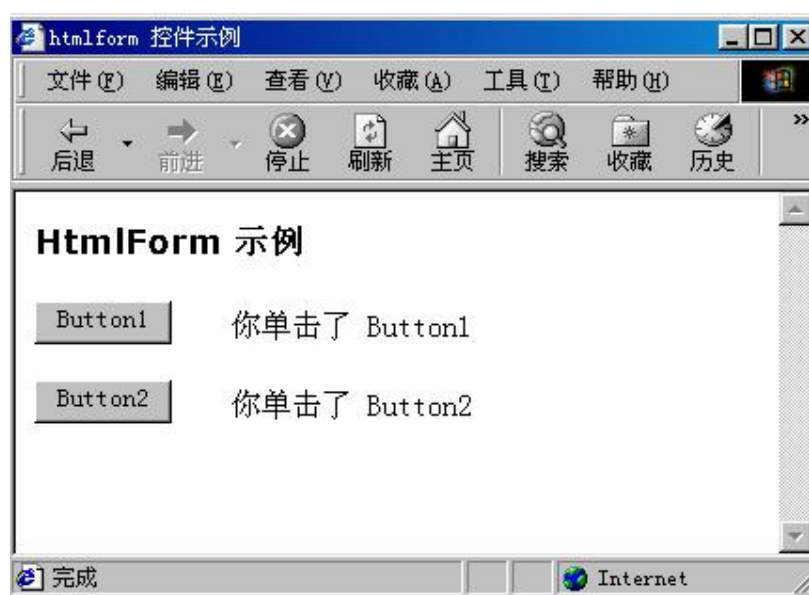 htmlform 控件示例
文件(F) 编辑(E) 查看(V) 收藏(A) 工具(T) 帮助(H)
后退 前进 停止 刷新 主页 搜索 收藏 历史 »
HtmlForm 示例
Button1 你单击了 Button1
Button2 你单击了 Button2
完成 Internet